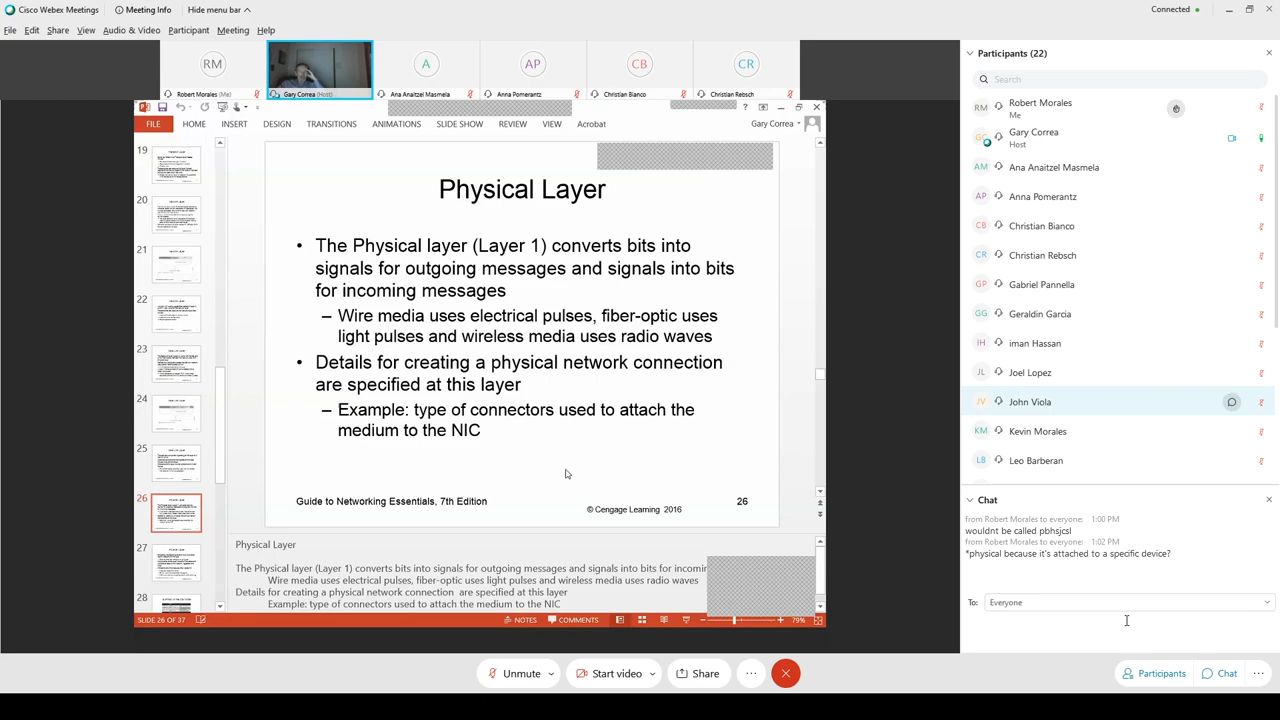 Cisco Webex Meetings
Meeting Info
Hide menu bar
Connected
File Edit Share View Audio & Video Participant Meeting Help
RM
A
AP
CB
CR
Robert Morales (Me)
Gary Correa (Host)
Ana Anaitzel Masmela
Anna Pomerantz
Christian Bianco
Christian Rebsch
FILE HOME INSERT DESIGN TRANSITIONS ANIMATIONS SLIDE SHOW REVIEW VIEW Acrobat
Gary Correa
19
20
21
22
23
24
25
26
27
28
Physical Layer
• The Physical layer (Layer 1) converts bits into
signals for outgoing messages and signals into bits
for incoming messages
– Wire media uses electrical pulses, fiber-optic uses
light pulses and wireless media uses radio waves
• Details for creating a physical network connection
are specified at this layer
– Example: type of connectors used to attach the
medium to the NIC
Guide to Networking Essentials, 7th Edition
© Cengage Learning 2016
26
Physical Layer
The Physical layer (Layer 1) converts bits into signals for outgoing messages and signals into bits for incomin
Wire media uses electrical pulses, fiber-optic uses light pulses and wireless media uses radio waves
Details for creating a physical network connection are specified at this layer
Example: type of connectors used to attach the medium to the NIC
SLIDE 26 OF 37
NOTES
COMMENTS
79%
Participants (22)
Search
RM Robert Morales
Me
GC Gary Correa
Host
AM Ana Anaitzel Masmela
AP Anna Pomerantz
CB Christian Bianco
CR Christian Rebsch
GP Gabriel Pannella
GG Geraldin Garcia
IH iman Hassan
JL Joel Lopez
JV John Viola
KM Kevin Morales
LB Leo Balberan
Chat
from Robert Morales to everyone: 1:00 PM
wouldnt be called pbhsjcsl
from Robert Morales to everyone: 1:02 PM
*physical because its attached to a specific device?
To: Everyone
Unmute
Start video
Share
Participants
Chat